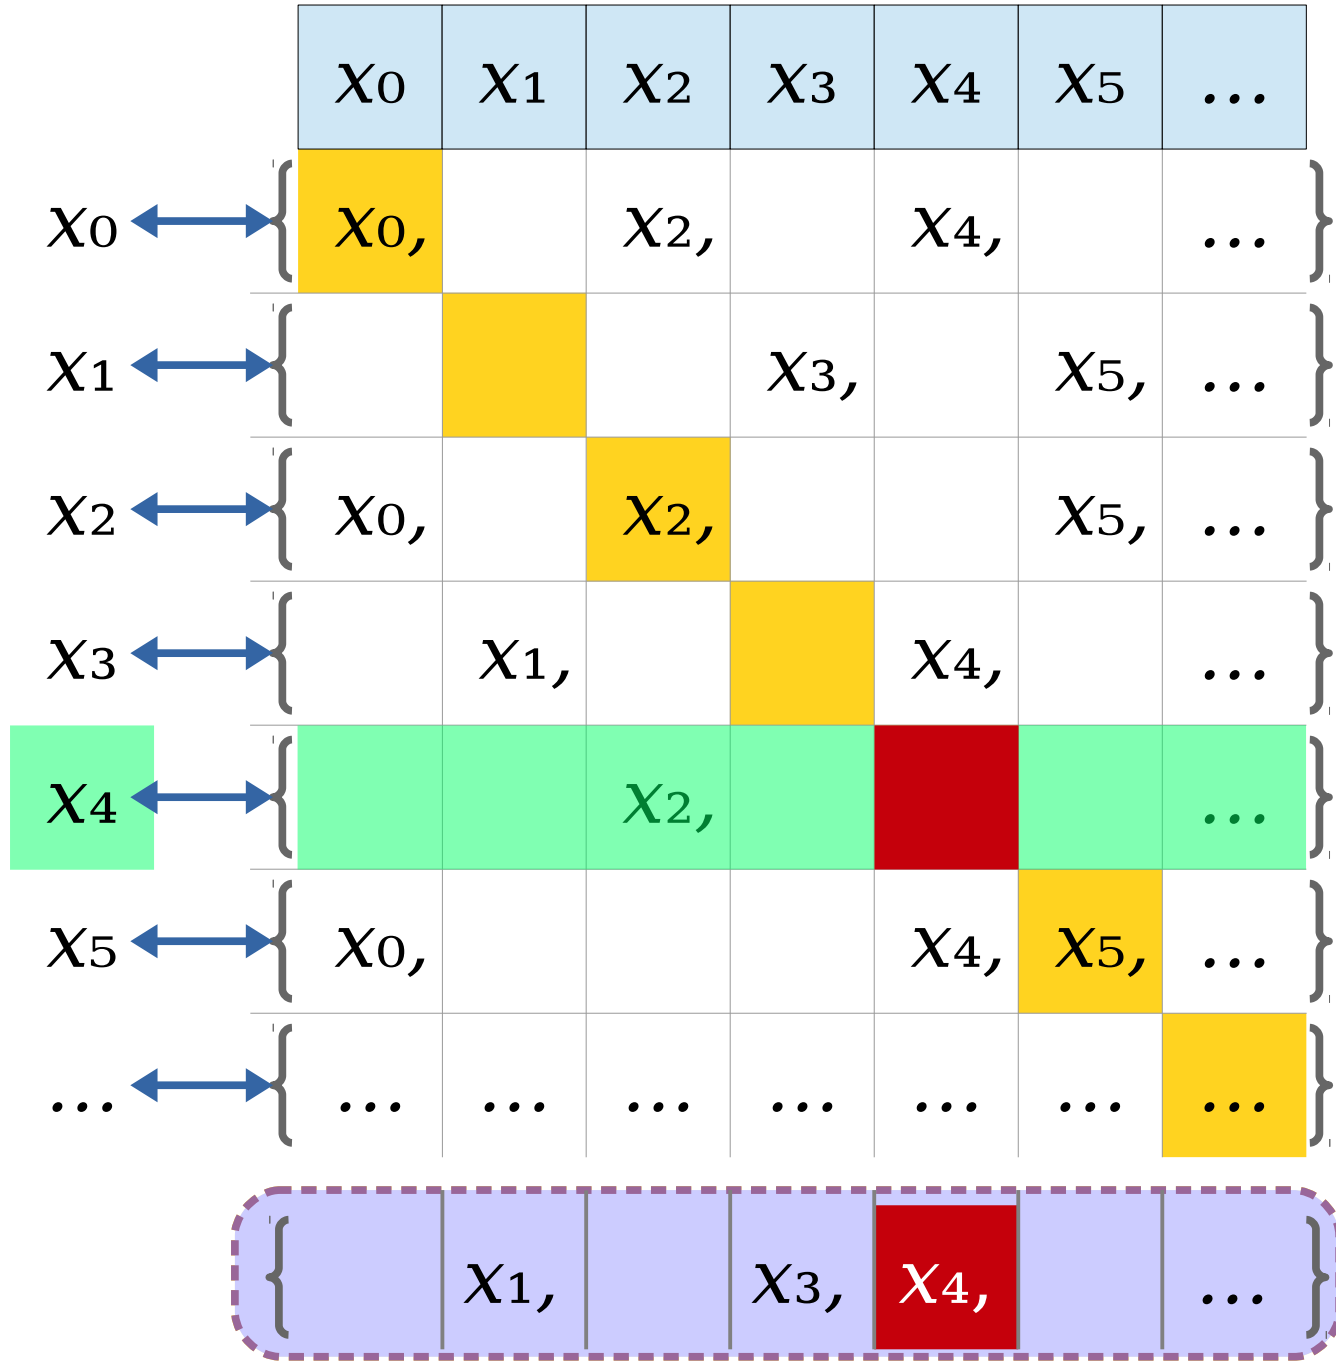 x₀ x₁ x₂ x₃ x₄ x₅ ...
x₀ { x₀, x₂, x₄, ... }
x₁ { x₃, x₅, ... }
x₂ { x₀, x₂, x₅, ... }
x₃ { x₁, x₄, ... }
x₄ { x₂, ... }
x₅ { x₀, x₄, x₅, ... }
... { ... ... ... ... ... ... ... }
{ x₁, x₃, x₄, ... }